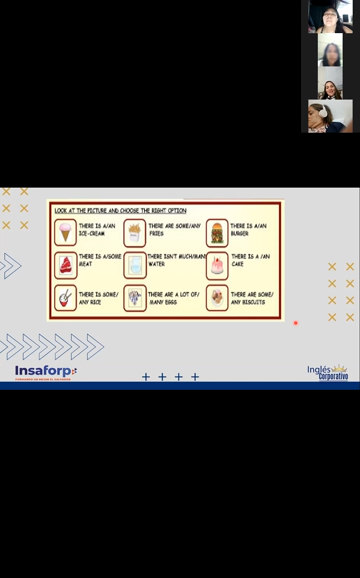 LOOK AT THE PICTURE AND CHOOSE THE RIGHT OPTION
THERE IS A/AN
ICE-CREAM
THERE ARE SOME/ANY
FRIES
THERE IS A/AN
BURGER
THERE IS A/SOME
MEAT
THERE ISN'T MUCH/MAN
WATER
THERE IS A /AN
CAKE
THERE IS SOME/
ANY RICE
THERE ARE A LOT OF/
MANY EGGS
THERE ARE SOME/
ANY BISCUITS
Insaforp
Inglés
Corporativo